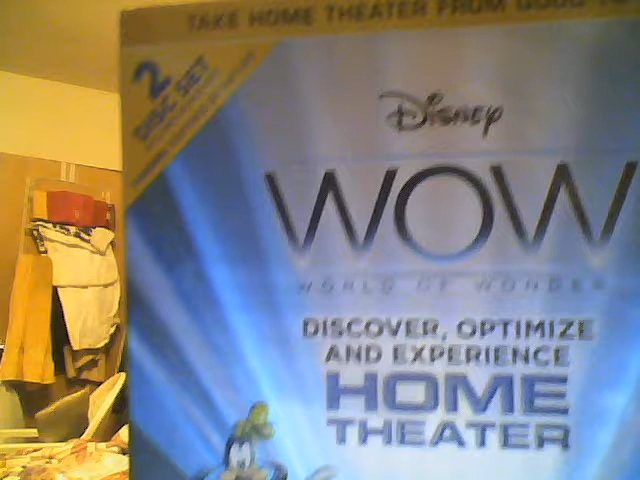 TAKE HOME THEATER FROM GOOD TO
2
DISC SET
Disney
WOW
WORLD OF WONDER
DISCOVER, OPTIMIZE
AND EXPERIENCE
HOME
THEATER